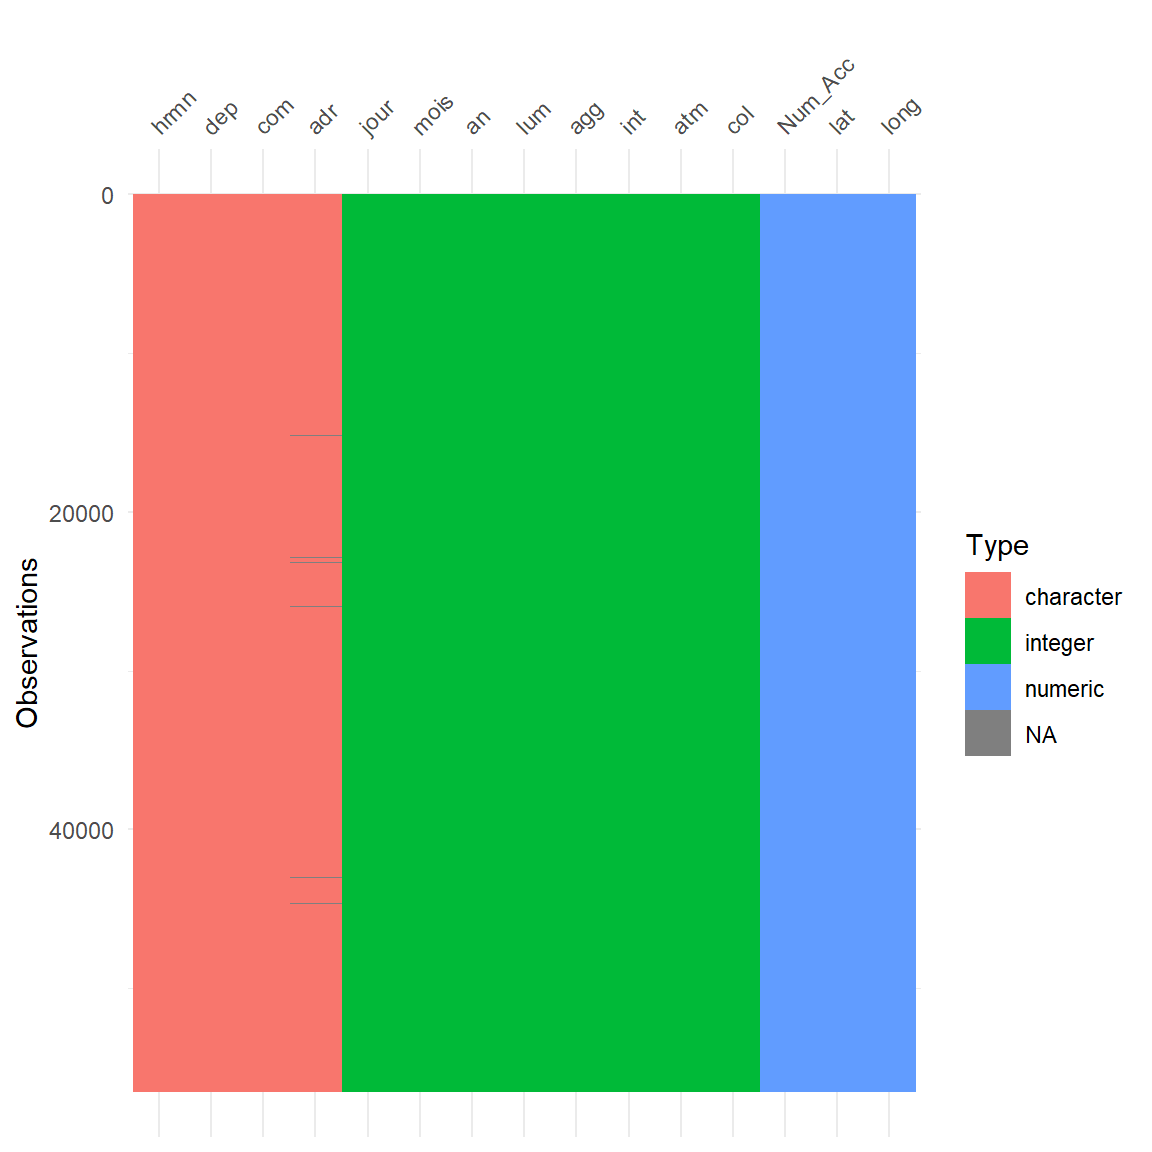 hrmn
dep
com
adr
jour
mois
an
lum
agg
int
atm
col
Num_Acc
lat
long
0
20000
40000
Observations
Type
character
integer
numeric
NA